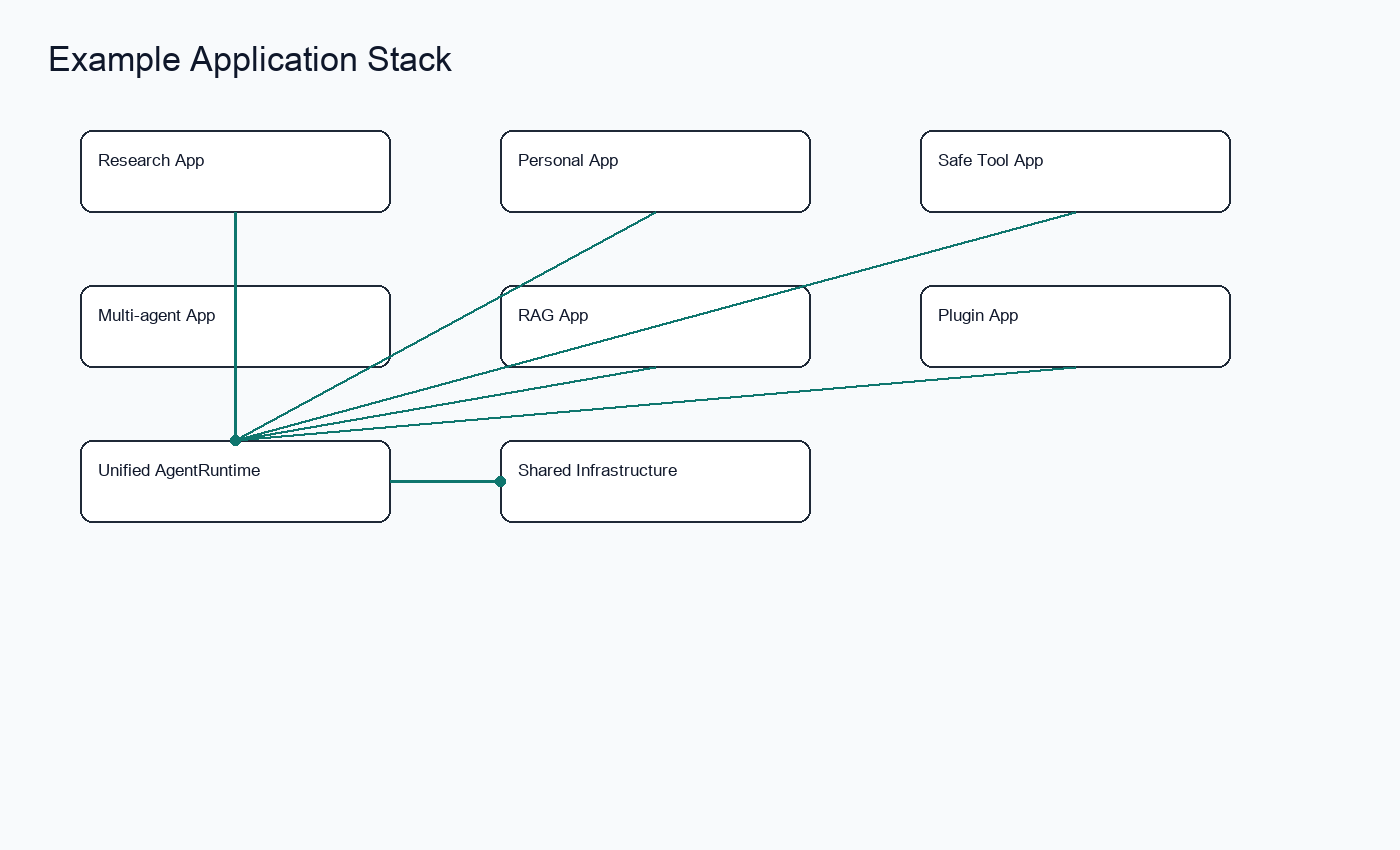 Example Application Stack
Research App
Personal App
Safe Tool App
Multi-agent App
RAG App
Plugin App
Unified AgentRuntime
Shared Infrastructure